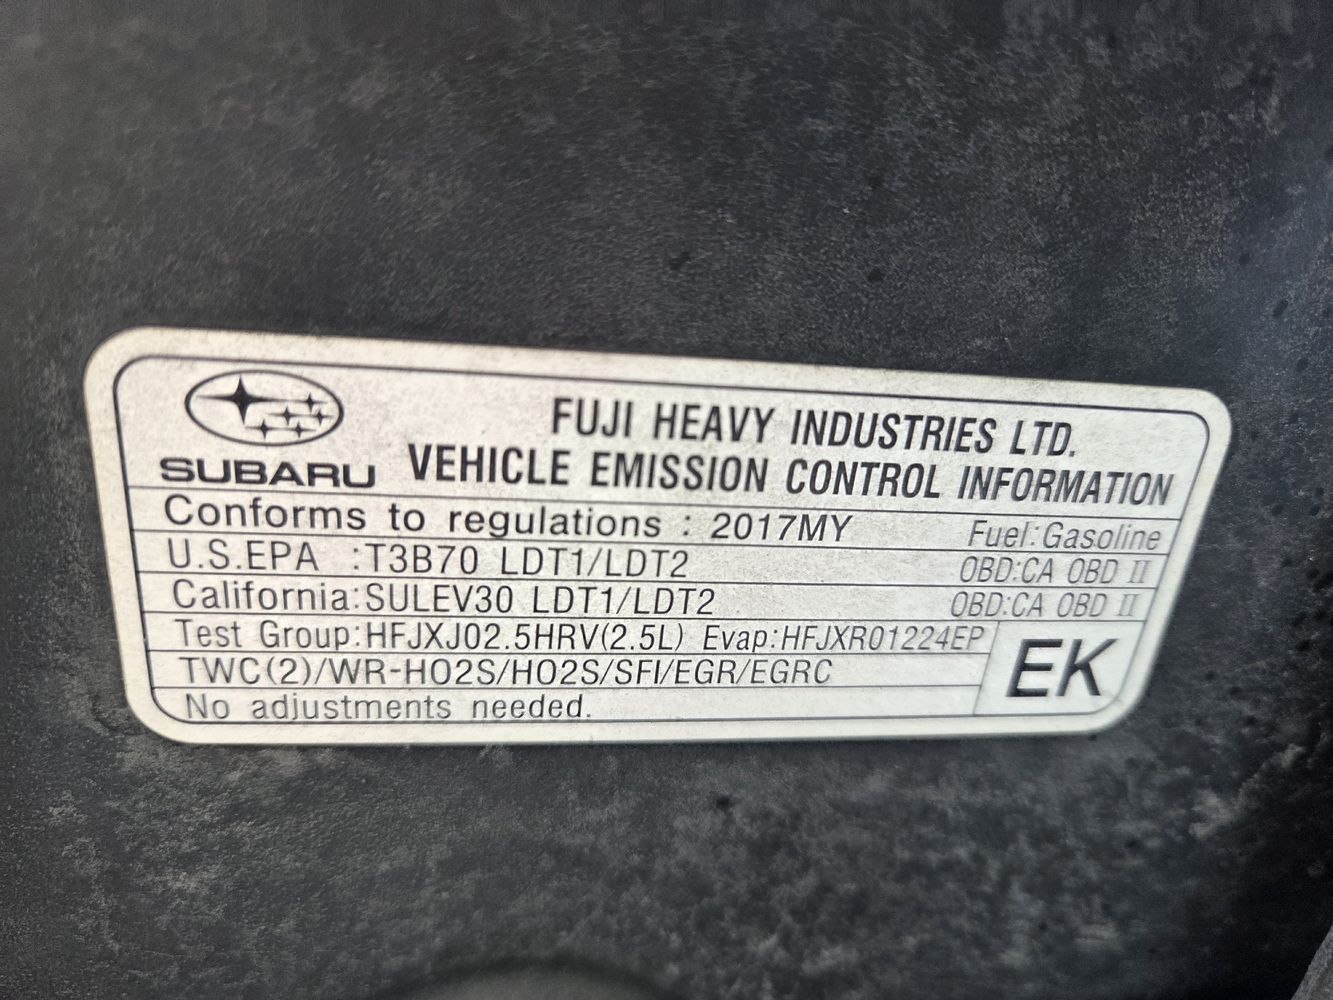 FUJI HEAVY INDUSTRIES LTD.
SUBARU VEHICLE EMISSION CONTROL INFORMATION
Conforms to regulations : 2017MY Fuel:Gasoline
U.S.EPA :T3B70 LDT1/LDT2 OBD:CA OBD II
California:SULEV30 LDT1/LDT2 OBD:CA OBD II
Test Group:HFJXJ02.5HRV(2.5L) Evap:HFJXR01224EP
TWC(2)/WR-HO2S/HO2S/SFI/EGR/EGRC
EK
No adjustments needed.